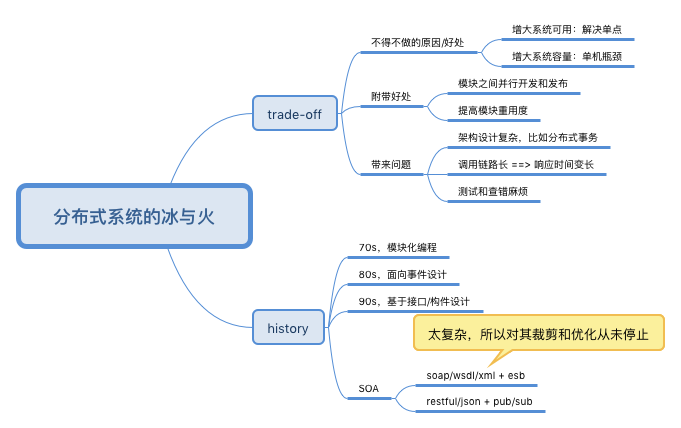 分布式系统的冰与火
trade-off
不得不做的原因/好处
增大系统可用：解决单点
增大系统容量：单机瓶颈
附带好处
模块之间并行开发和发布
提高模块重用度
带来问题
架构设计复杂，比如分布式事务
调用链路长 ==> 响应时间变长
测试和查错麻烦
history
70s，模块化编程
80s，面向事件设计
90s，基于接口/构件设计
太复杂，所以对其裁剪和优化从未停止
SOA
soap/wsdl/xml + esb
restful/json + pub/sub